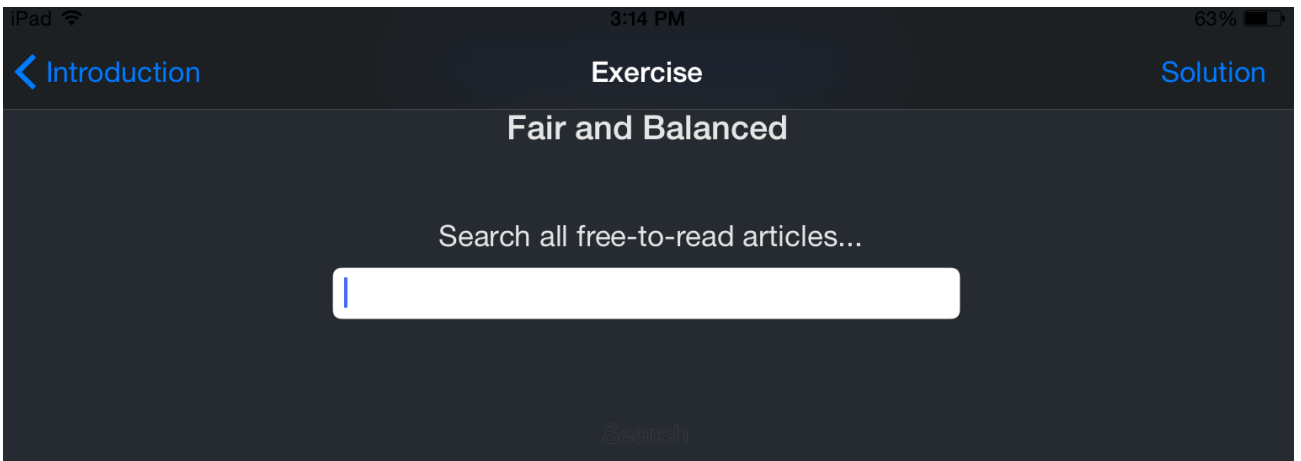 iPad 3:14 PM 63%
Introduction Exercise Solution
Fair and Balanced
Search all free-to-read articles...
Search